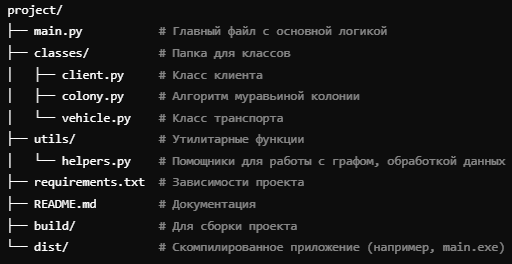 project/
├── main.py           # Главный файл с основной логикой
├── classes/          # Папка для классов
│   ├── client.py     # Класс клиента
│   ├── colony.py     # Алгоритм муравьиной колонии
│   └── vehicle.py    # Класс транспорта
├── utils/            # Утилитарные функции
│   └── helpers.py    # Помощники для работы с графом, обработкой данных
├── requirements.txt  # Зависимости проекта
├── README.md         # Документация
├── build/            # Для сборки проекта
└── dist/             # Скомпилированное приложение (например, main.exe)